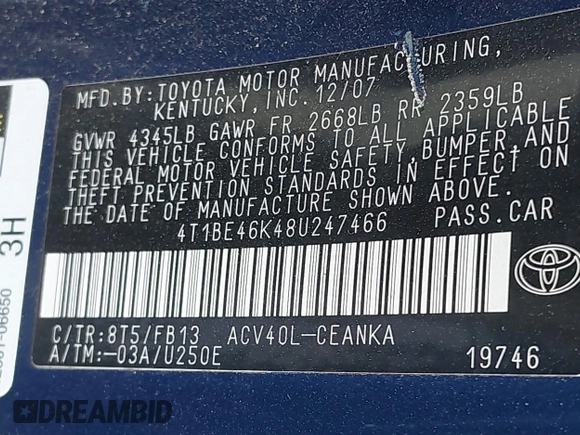 MFD.BY:TOYOTA MOTOR MANUFACTURING,
KENTUCKY, INC. 12/07
GVWR 4345LB GAWR FR 2668LB RR 2359LB
THIS VEHICLE CONFORMS TO ALL APPLICABLE
FEDERAL MOTOR VEHICLE SAFETY,BUMPER,AND
THEFT PREVENTION STANDARDS IN EFFECT ON
THE DATE OF MANUFACTURE SHOWN ABOVE.
4T1BE46K48U247466 PASS.CAR
C/TR:8T5/FB13 ACV40L-CEANKA
A/TM:-03A/U250E
19746
TOYOTA
3H
06650
DREAMBID